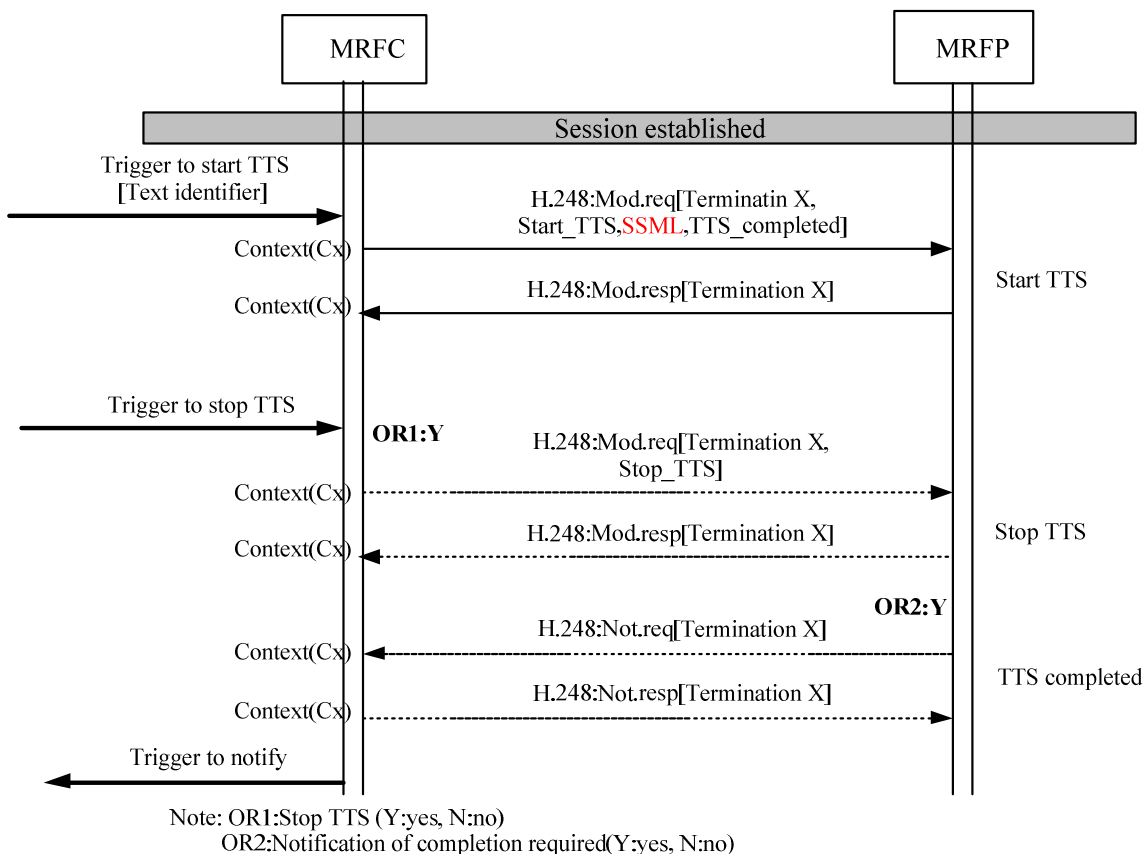 MRFC
MRFP
Session established
Trigger to start TTS
[Text identifier]
H.248:Mod.req[Terminatin X,
Start_TTS,SSML,TTS_completed]
Context(Cx)
Start TTS
H.248:Mod.resp[Termination X]
Context(Cx)
Trigger to stop TTS
OR1:Y
H.248:Mod.req[Termination X,
Stop_TTS]
Context(Cx)
H.248:Mod.resp[Termination X]
Stop TTS
Context(Cx)
OR2:Y
H.248:Not.req[Termination X]
Context(Cx)
TTS completed
H.248:Not.resp[Termination X]
Context(Cx)
Trigger to notify
Note: OR1:Stop TTS (Y:yes, N:no)
OR2:Notification of completion required(Y:yes, N:no)